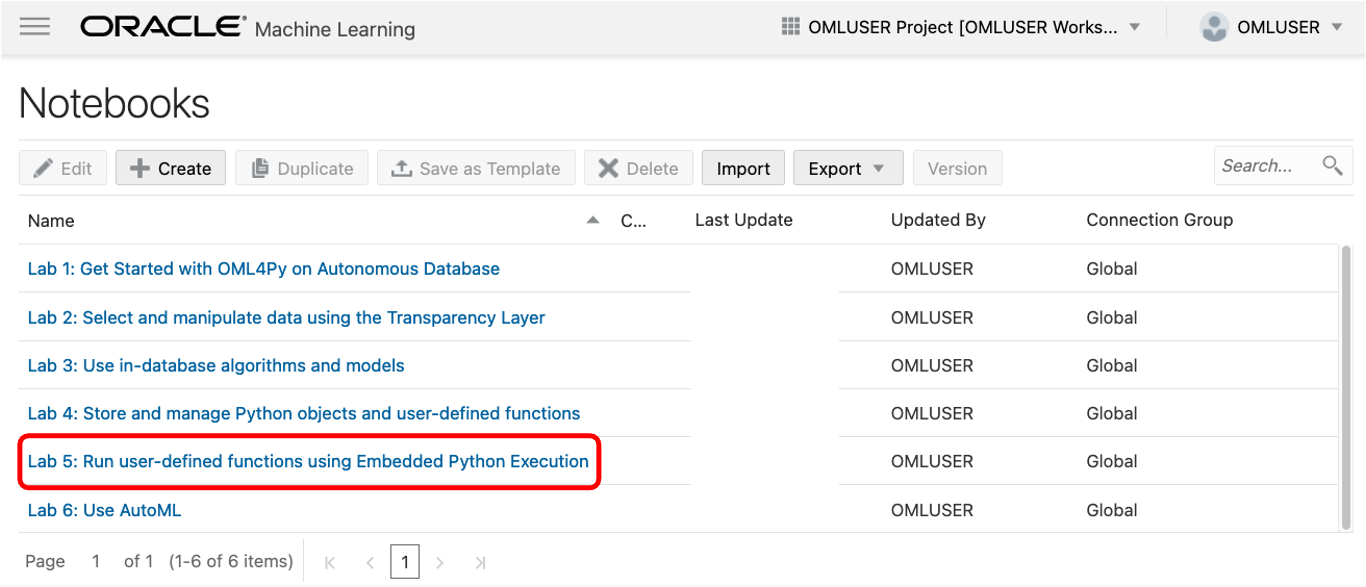 ORACLE® Machine Learning OMLUSER Project [OMLUSER Works... OMLUSER
Notebooks
Edit Create Duplicate Save as Template Delete Import Export Version Search...
Name C... Last Update Updated By Connection Group
Lab 1: Get Started with OML4Py on Autonomous Database OMLUSER Global
Lab 2: Select and manipulate data using the Transparency Layer OMLUSER Global
Lab 3: Use in-database algorithms and models OMLUSER Global
Lab 4: Store and manage Python objects and user-defined functions OMLUSER Global
Lab 5: Run user-defined functions using Embedded Python Execution OMLUSER Global
Lab 6: Use AutoML OMLUSER Global
Page 1 of 1 (1-6 of 6 items) 1